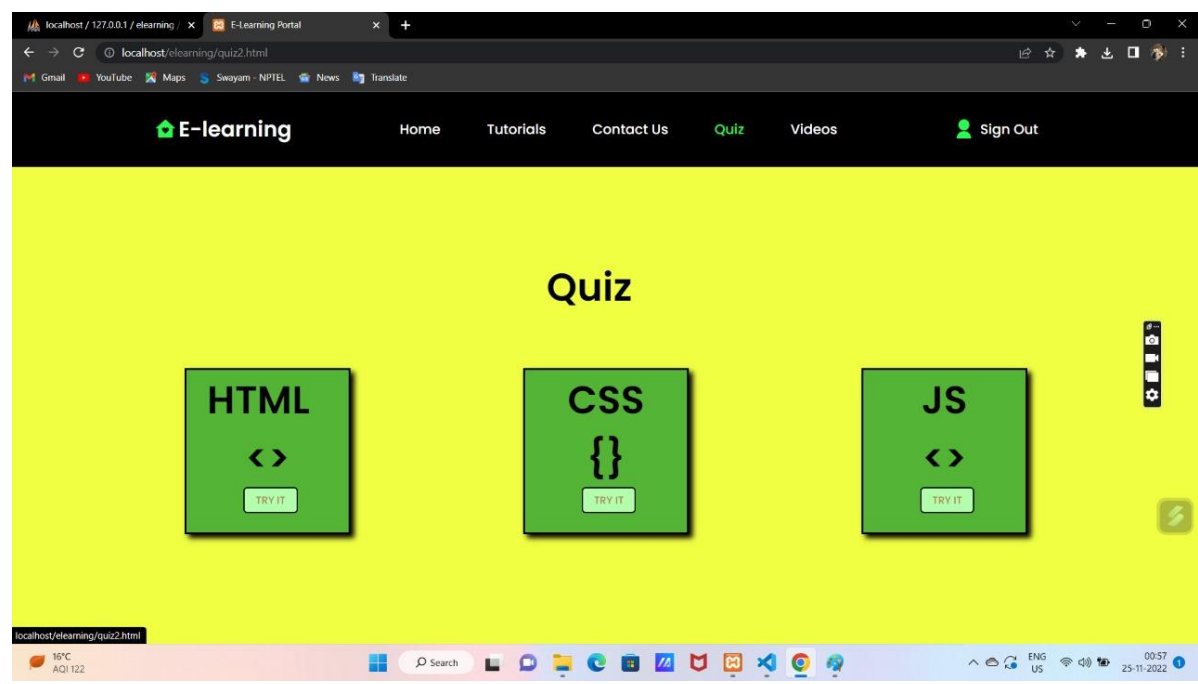 localhost / 127.0.0.1 / elearning /
E-Learning Portal
localhost/elearning/quiz2.html
Gmail YouTube Maps Swayam - NPTEL News Translate
E-learning Home Tutorials Contact Us Quiz Videos Sign Out
Quiz
HTML CSS JS
< > {} < >
TRY IT TRY IT TRY IT
localhost/elearning/quiz2.html
16°C
AQI 122
Search
ENG
US
00:57
25-11-2022
1